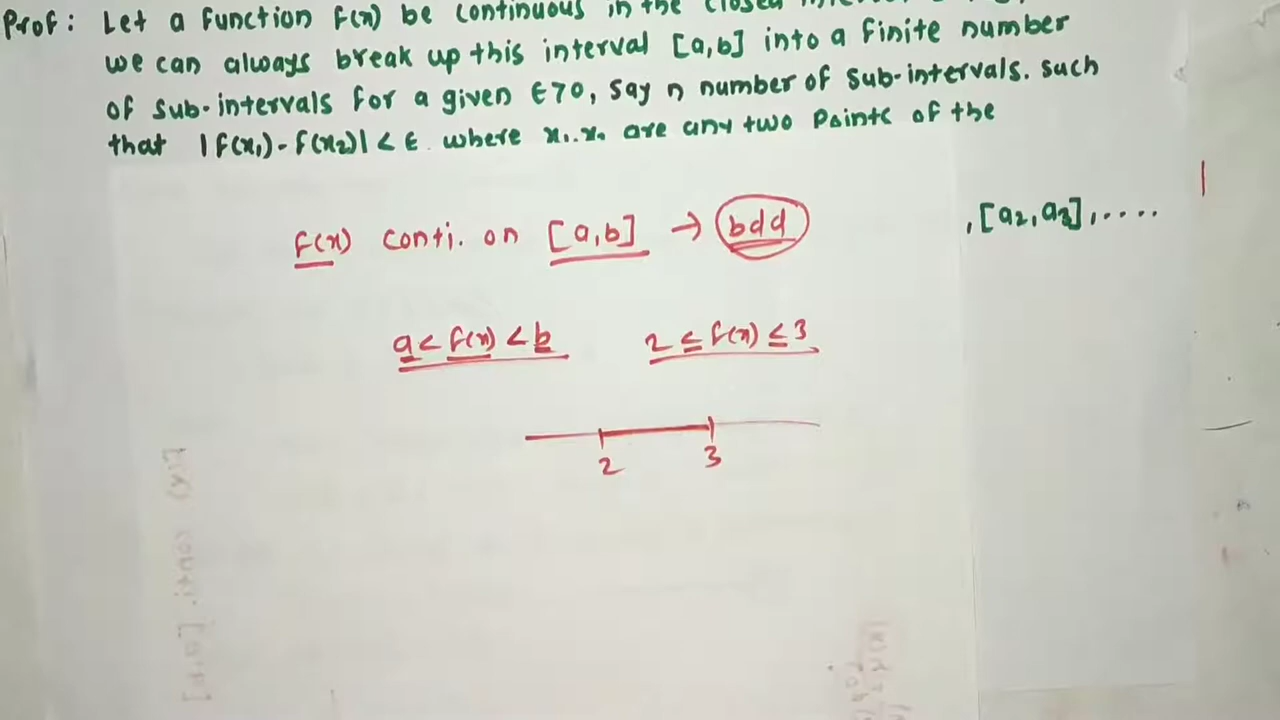 Prof: Let a function f(x) be continuous in the closed
we can always break up this interval [a,b] into a finite number
of sub-intervals for a given ε>0, say n number of sub-intervals. such
that |f(x₁)-f(x₂)| < ε. where x₁, x₂ are any two points of the
, [a₂, a₃], ....
f(x) conti. on [a,b] → bdd
a < f(x) < b 2 ≤ f(x) ≤ 3
2 3